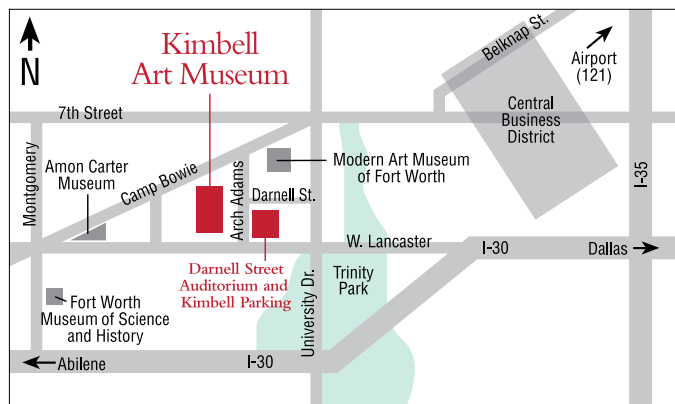 N
Kimbell
Art Museum
Belknap St.
Airport
(121)
Central
Business
District
7th Street
Montgomery
Amon Carter
Museum
Camp Bowie
Arch Adams
Modern Art Museum
of Fort Worth
Darnell St.
I-35
W. Lancaster
I-30
Dallas
Darnell Street
Auditorium and
Kimbell Parking
University Dr.
Trinity
Park
Fort Worth
Museum of Science
and History
I-30
Abilene